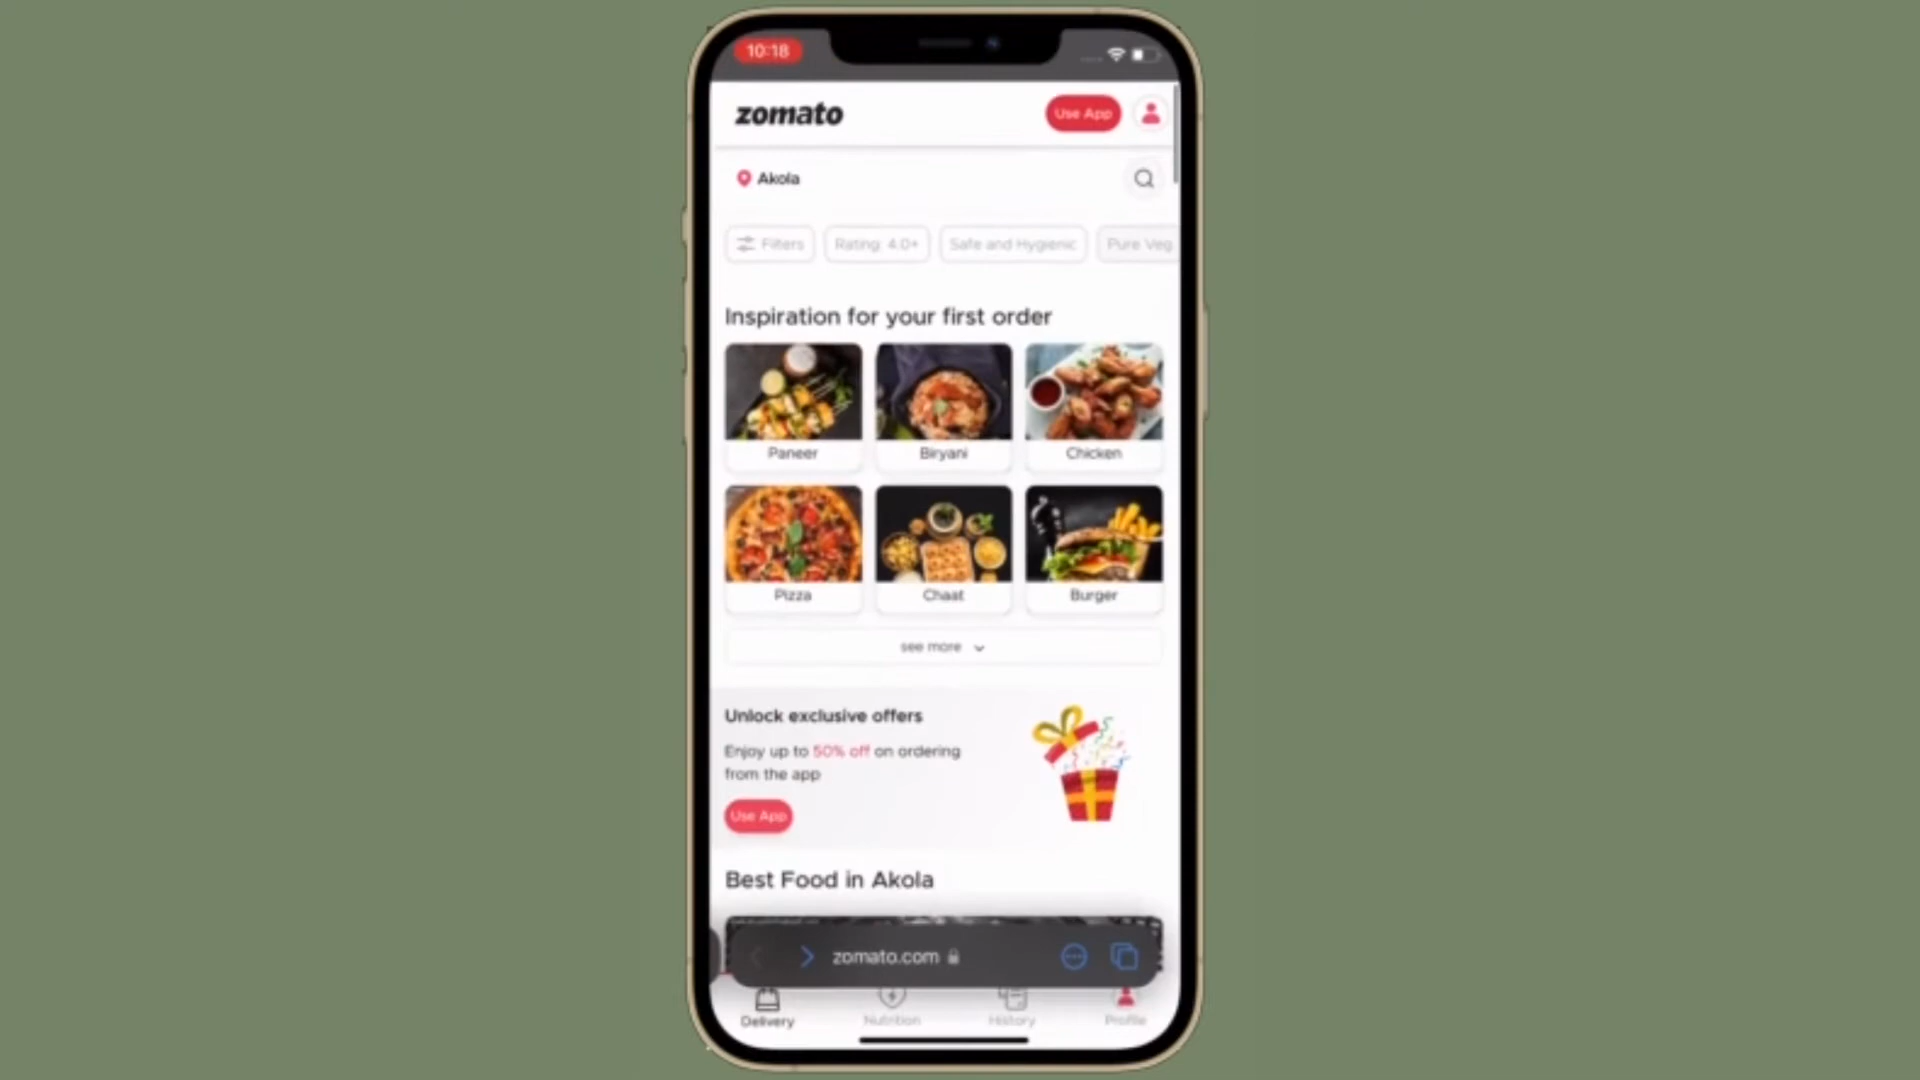 10:18
zomato
Use App
Akola
Filters
Rating: 4.0+
Safe and Hygienic
Pure Veg
Inspiration for your first order
Paneer
Biryani
Chicken
Pizza
Chaat
Burger
see more
Unlock exclusive offers
Enjoy up to 50% off on ordering
from the app
Use App
Best Food in Akola
zomato.com
Delivery
Nutrition
History
Profile